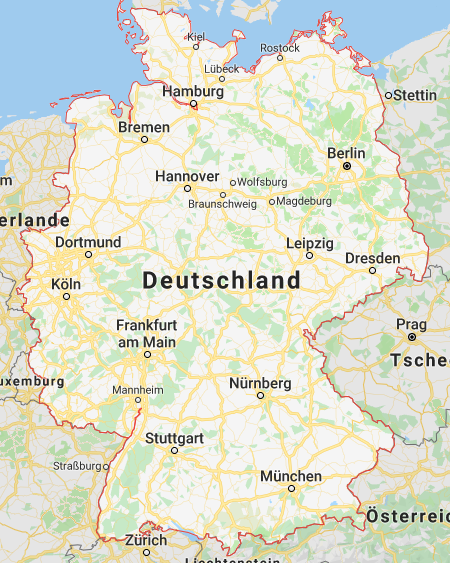 Kiel
Rostock
Lübeck
Hamburg
Stettin
Bremen
Berlin
Hannover
Wolfsburg
Braunschweig
Magdeburg
m
erlande
Dortmund
Leipzig
Dresden
Köln
Deutschland
Frankfurt
am Main
Prag
Tsche
uxemburg
Mannheim
Nürnberg
Stuttgart
Straßburg
München
Österreic
Zürich
Liechtenstein